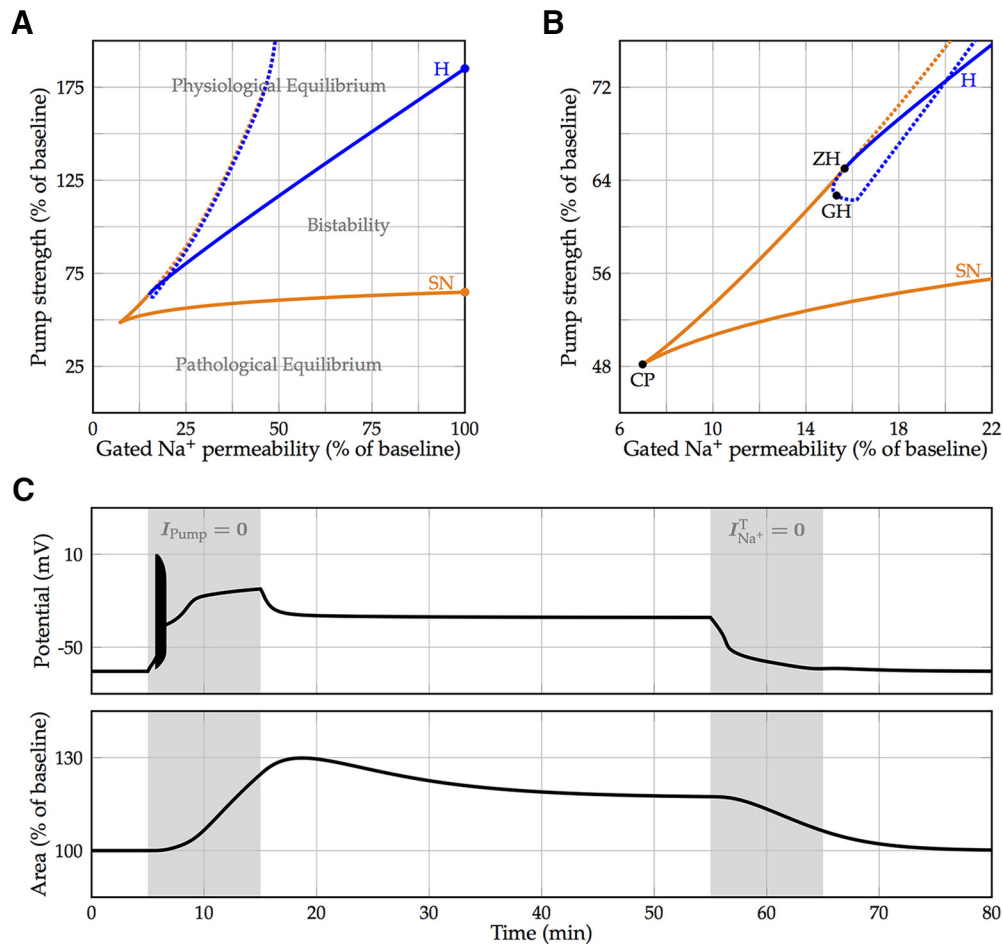 A
B
Pump strength (% of baseline)
175
125
75
25
0
25
50
75
100
Gated Na⁺ permeability (% of baseline)
Physiological Equilibrium
H
Bistability
SN
Pathological Equilibrium
Pump strength (% of baseline)
72
64
56
48
6
10
14
18
22
Gated Na⁺ permeability (% of baseline)
H
ZH
GH
SN
CP
C
I_Pump = 0
I^T_Na⁺ = 0
Potential (mV)
10
-50
Area (% of baseline)
130
100
0
10
20
30
40
50
60
70
80
Time (min)